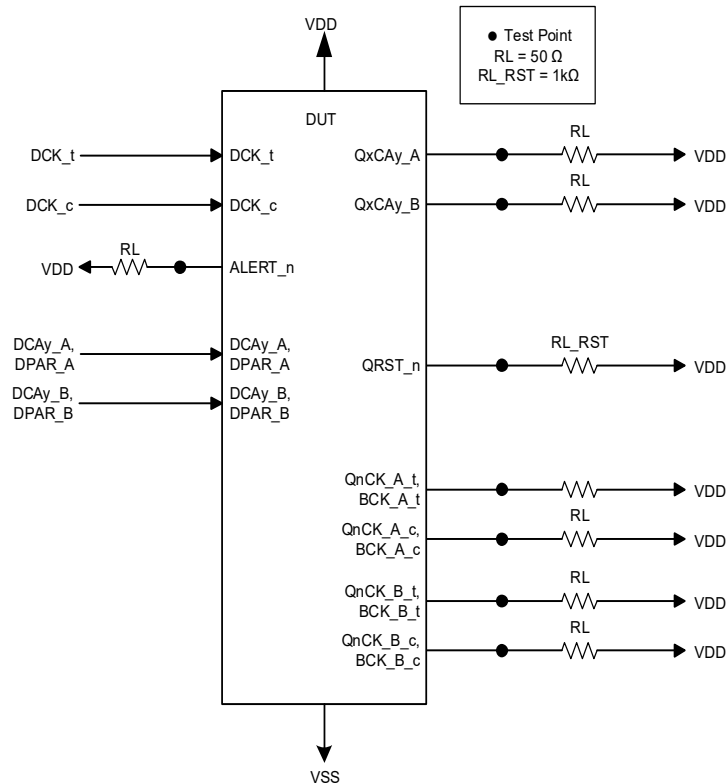 VDD
● Test Point
RL = 50 Ω
RL_RST = 1kΩ
DUT
DCK_t
DCK_t
QxCAy_A
RL
VDD
DCK_c
DCK_c
QxCAy_B
RL
VDD
VDD
RL
ALERT_n
DCAy_A,
DPAR_A
DCAy_A,
DPAR_A
QRST_n
RL_RST
VDD
DCAy_B,
DPAR_B
DCAy_B,
DPAR_B
QnCK_A_t,
BCK_A_t
VDD
QnCK_A_c,
BCK_A_c
RL
VDD
QnCK_B_t,
BCK_B_t
RL
VDD
QnCK_B_c,
BCK_B_c
RL
VDD
VSS